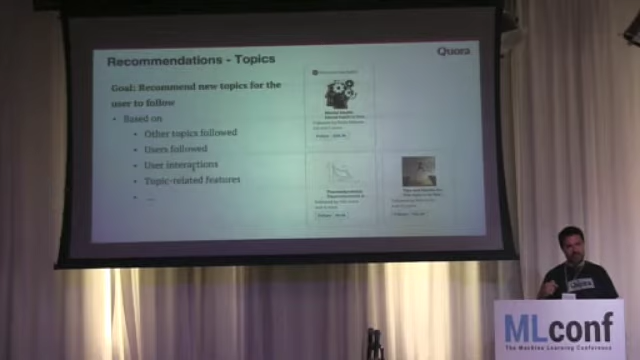 Recommendations - Topics
Quora
Goal: Recommend new topics for the
user to follow
• Based on
• Other topics followed
• Users followed
• User interactions
• Topic-related features
• ...
MLconf
The Machine Learning Conference